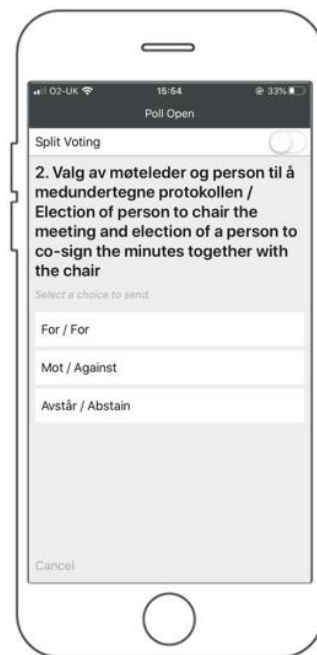 O2-UK 15:54 33%
Poll Open
Split Voting
2. Valg av møteleder og person til å
medundertegne protokollen /
Election of person to chair the
meeting and election of a person to
co-sign the minutes together with
the chair
Select a choice to send.
For / For
Mot / Against
Avstår / Abstain
Cancel